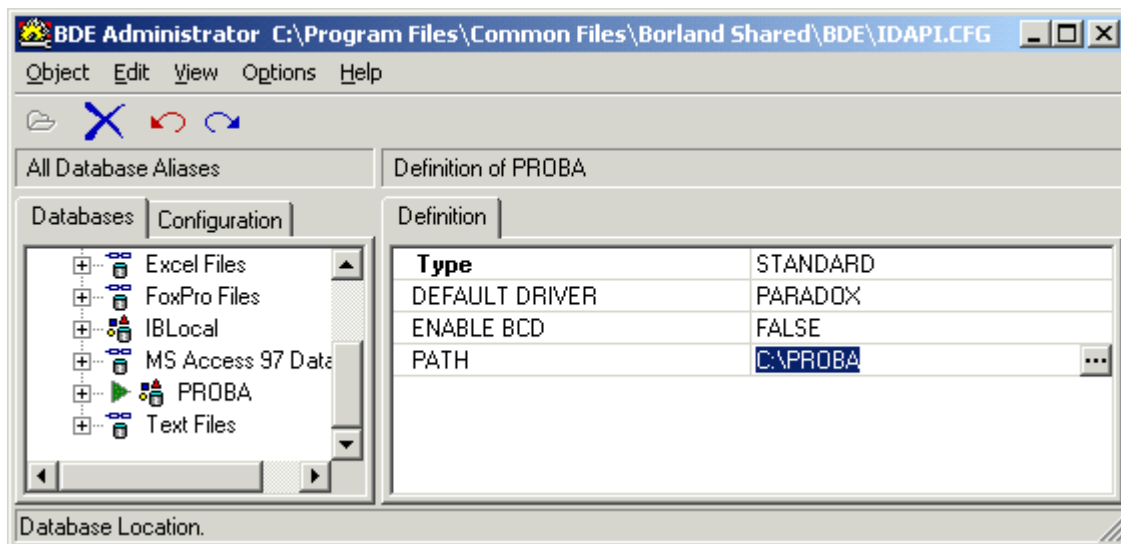 BDE Administrator C:\Program Files\Common Files\Borland Shared\BDE\IDAPI.CFG
Object Edit View Options Help
All Database Aliases
Definition of PROBA
Databases Configuration
Definition
Excel Files
FoxPro Files
IBLocal
MS Access 97 Data
PROBA
Text Files
Type STANDARD
DEFAULT DRIVER PARADOX
ENABLE BCD FALSE
PATH C:\PROBA ...
Database Location.